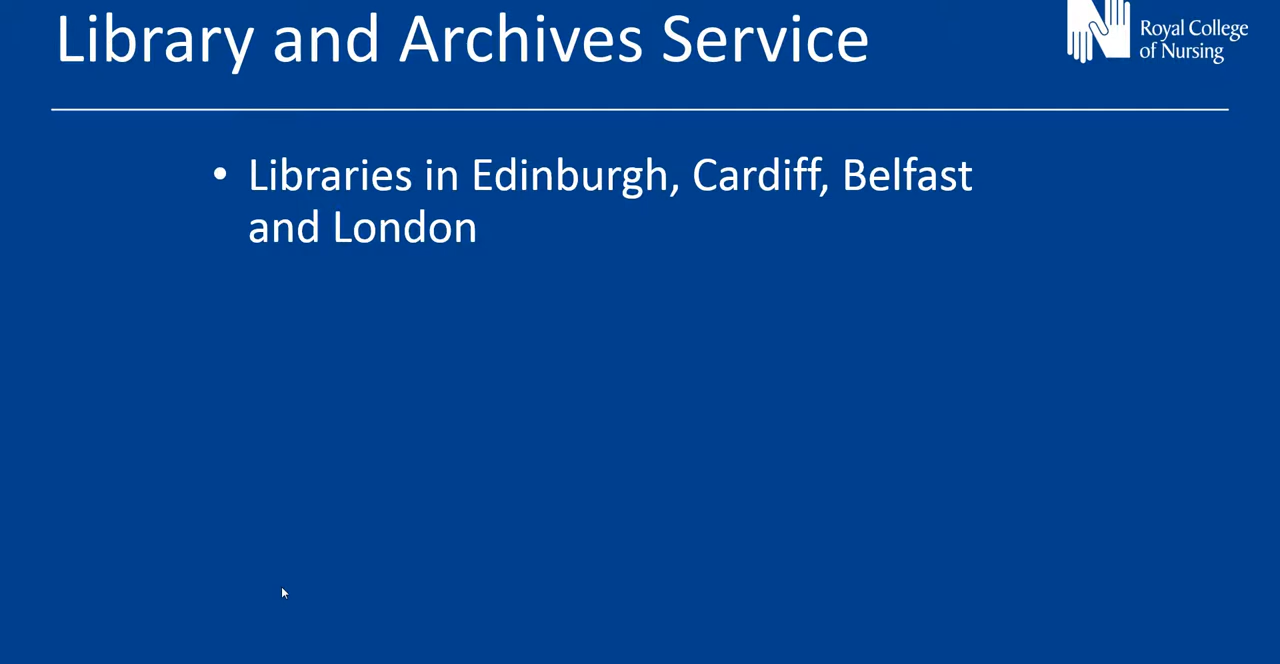 Library and Archives Service
Royal College
of Nursing
• Libraries in Edinburgh, Cardiff, Belfast
and London